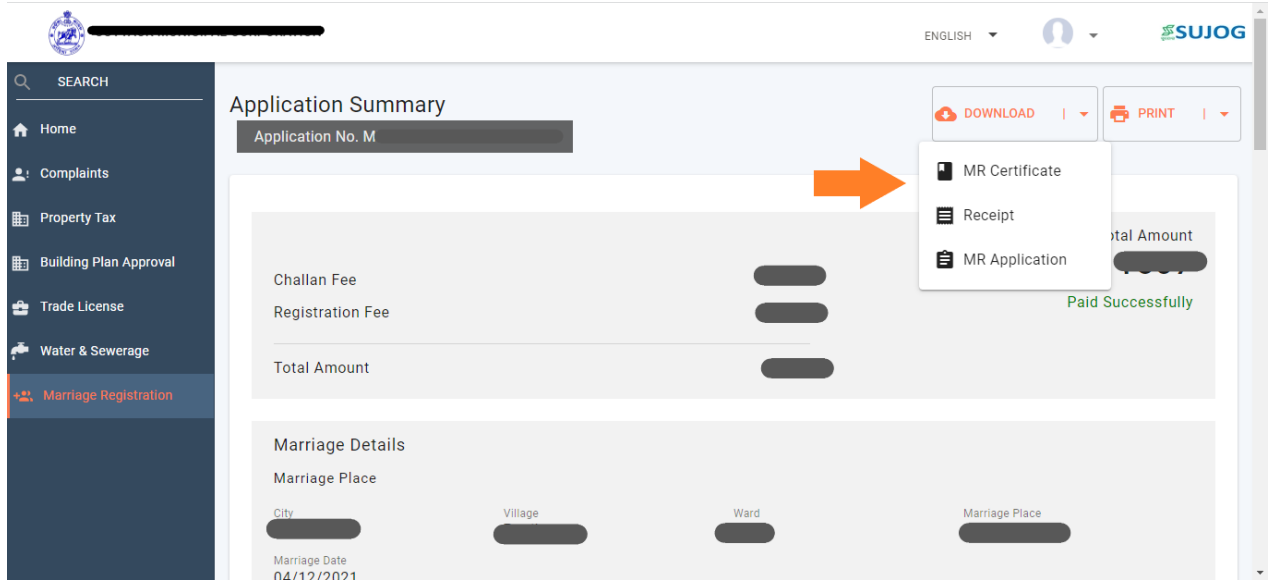 ENGLISH
SUJOG
SEARCH
Home
Complaints
Property Tax
Building Plan Approval
Trade License
Water & Sewerage
Marriage Registration
Application Summary
Application No. M
DOWNLOAD |
PRINT |
MR Certificate
Receipt
MR Application
Challan Fee
Registration Fee
Total Amount
otal Amount
Paid Successfully
Marriage Details
Marriage Place
City
Village
Ward
Marriage Place
Marriage Date
04/12/2021